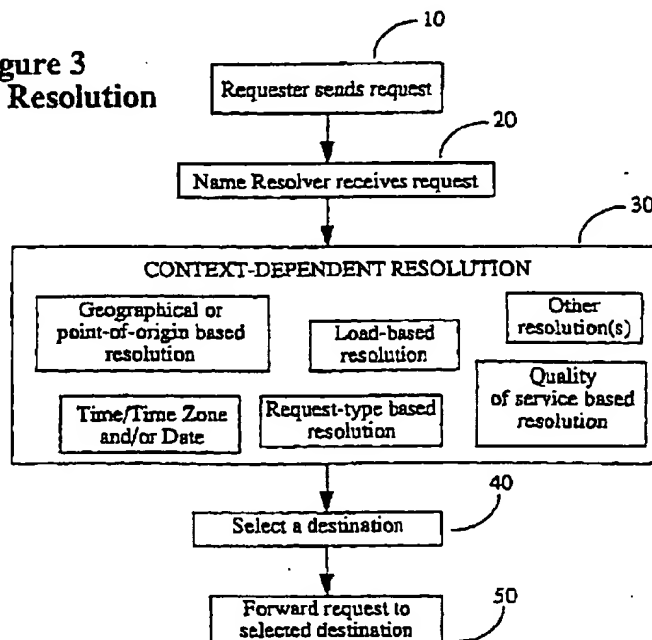 gure 3
Resolution
10
Requester sends request
20
Name Resolver receives request
30
CONTEXT-DEPENDENT RESOLUTION
Geographical or
point-of-origin based
resolution
Load-based
resolution
Other
resolution(s)
Time/Time Zone
and/or Date
Request-type based
resolution
Quality
of service based
resolution
40
Select a destination
50
Forward request to
selected destination